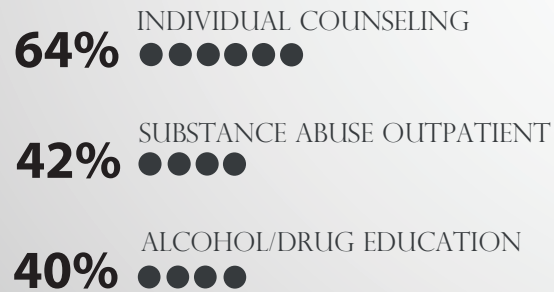 INDIVIDUAL COUNSELING
64%
SUBSTANCE ABUSE OUTPATIENT
42%
ALCOHOL/DRUG EDUCATION
40%